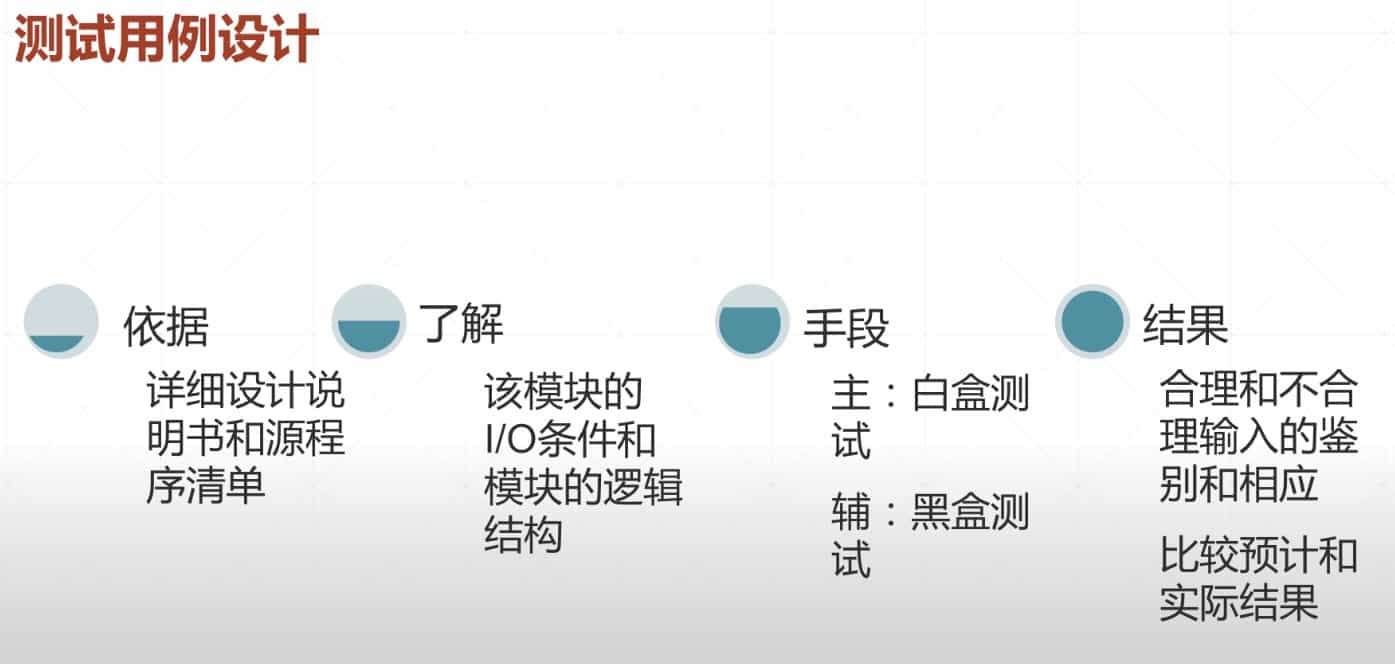 测试用例设计
依据
详细设计说
明书和源程
序清单
了解
该模块的
I/O条件和
模块的逻辑
结构
手段
主：白盒测
试
辅：黑盒测
试
结果
合理和不合
理输入的鉴
别和相应
比较预计和
实际结果